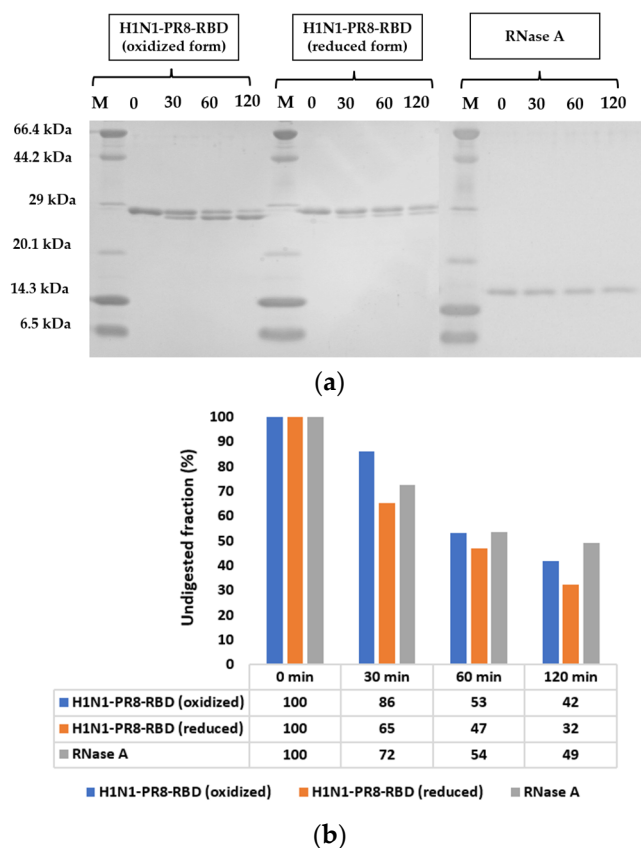 H1N1-PR8-RBD
(oxidized form)
H1N1-PR8-RBD
(reduced form)
RNase A
M 0 30 60 120 M 0 30 60 120 M 0 30 60 120
66.4 kDa
44.2 kDa
29 kDa
20.1 kDa
14.3 kDa
6.5 kDa
(a)
Undigested fraction (%)
100
90
80
70
60
50
40
30
20
10
0
0 min 30 min 60 min 120 min
H1N1-PR8-RBD (oxidized) 100 86 53 42
H1N1-PR8-RBD (reduced) 100 65 47 32
RNase A 100 72 54 49
H1N1-PR8-RBD (oxidized) H1N1-PR8-RBD (reduced) RNase A
(b)